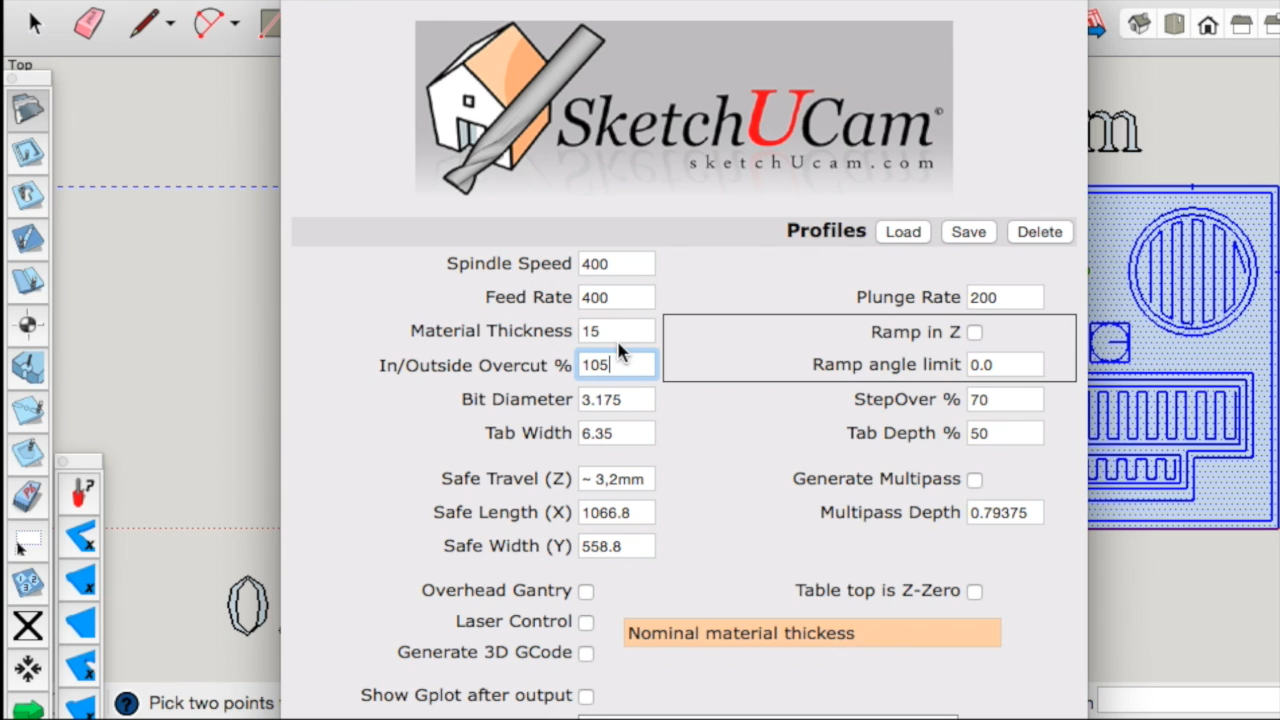 Top
SketchUCam
sketchUcam.com
m
Profiles Load Save Delete
Spindle Speed 400
Feed Rate 400 Plunge Rate 200
Material Thickness 15 Ramp in Z
In/Outside Overcut % 105 Ramp angle limit 0.0
Bit Diameter 3.175 StepOver % 70
Tab Width 6.35 Tab Depth % 50
Safe Travel (Z) ~ 3,2mm Generate Multipass
Safe Length (X) 1066.8 Multipass Depth 0.79375
Safe Width (Y) 558.8
Overhead Gantry Table top is Z-Zero
Laser Control
Nominal material thickess
Generate 3D GCode
0
Show Gplot after output
Pick two points